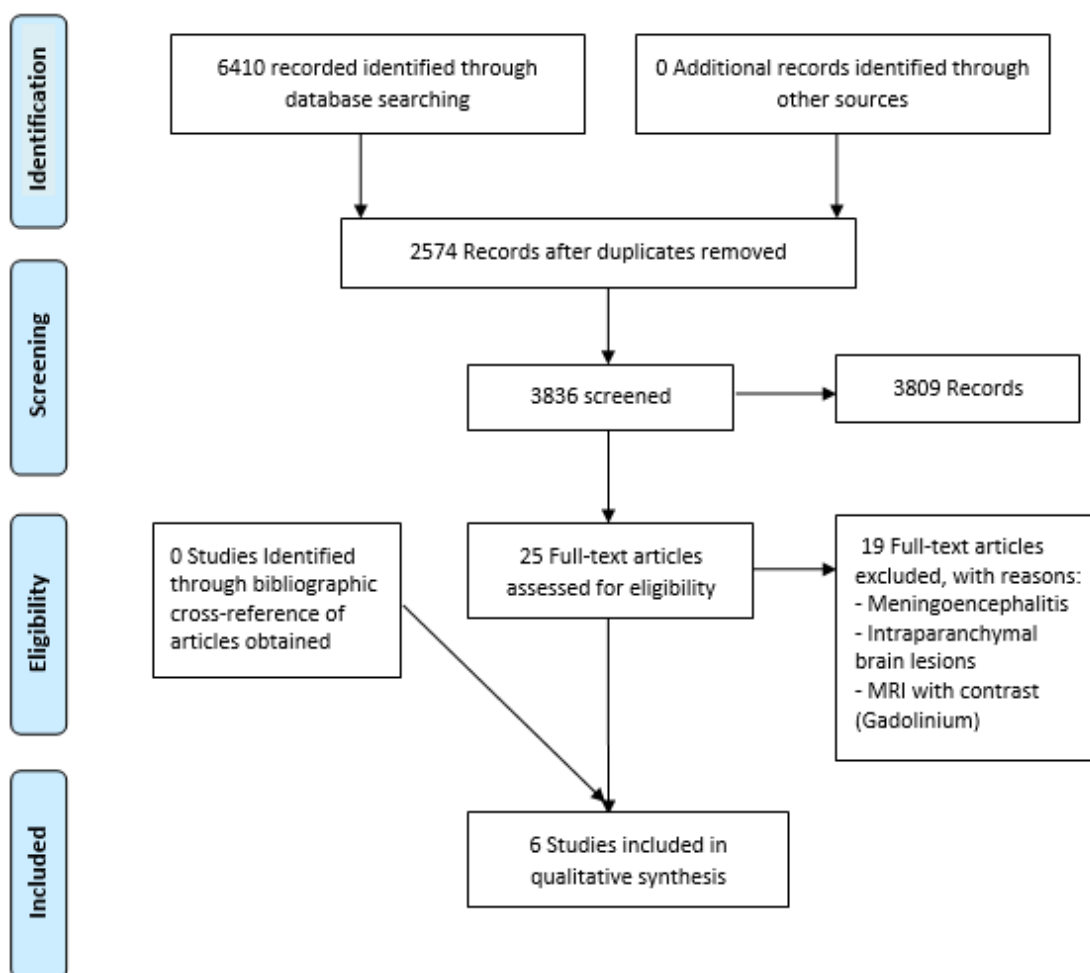 Identification
6410 recorded identified through
database searching
0 Additional records identified through
other sources
2574 Records after duplicates removed
Screening
3836 screened
3809 Records
Eligibility
0 Studies Identified
through bibliographic
cross-reference of
articles obtained
25 Full-text articles
assessed for eligibility
19 Full-text articles
excluded, with reasons:
- Meningoencephalitis
- Intraparanchymal
brain lesions
- MRI with contrast
(Gadolinium)
Included
6 Studies included in
qualitative synthesis